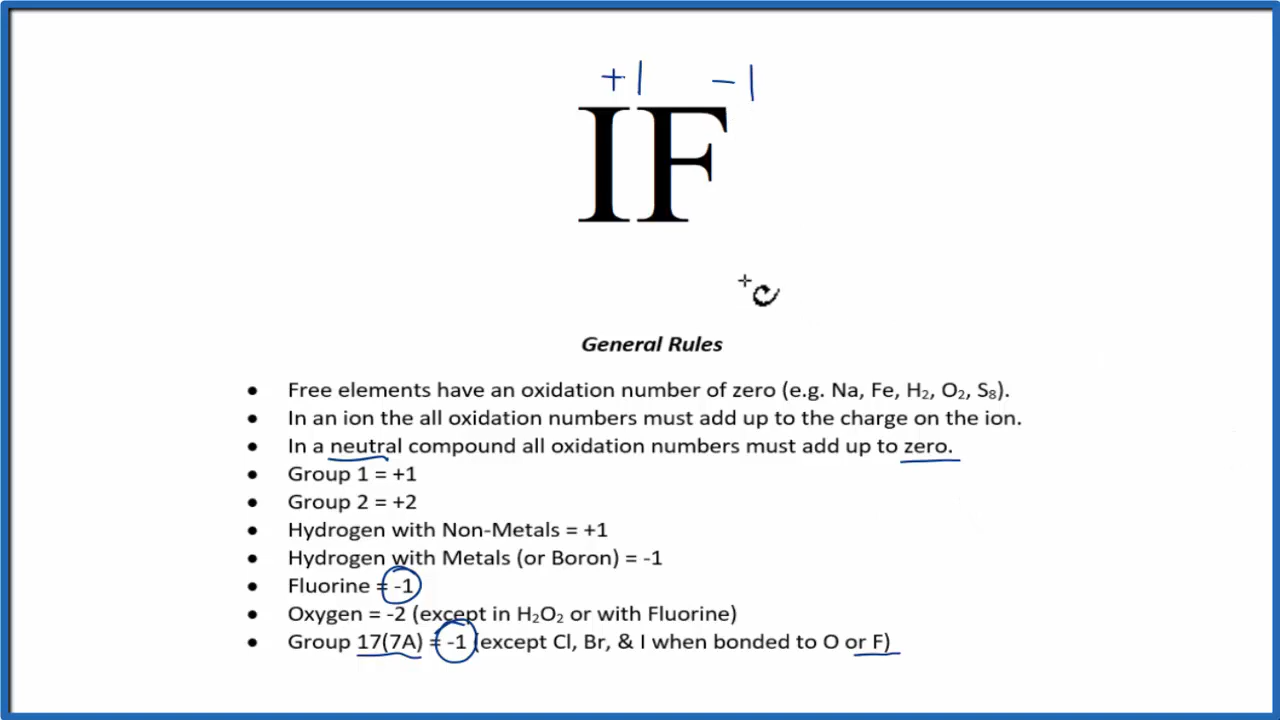 +1 -1
IF
General Rules
• Free elements have an oxidation number of zero (e.g. Na, Fe, H₂, O₂, S₈).
• In an ion the all oxidation numbers must add up to the charge on the ion.
• In a neutral compound all oxidation numbers must add up to zero.
• Group 1 = +1
• Group 2 = +2
• Hydrogen with Non-Metals = +1
• Hydrogen with Metals (or Boron) = -1
• Fluorine = -1
• Oxygen = -2 (except in H₂O₂ or with Fluorine)
• Group 17(7A) = -1 (except Cl, Br, & I when bonded to O or F)